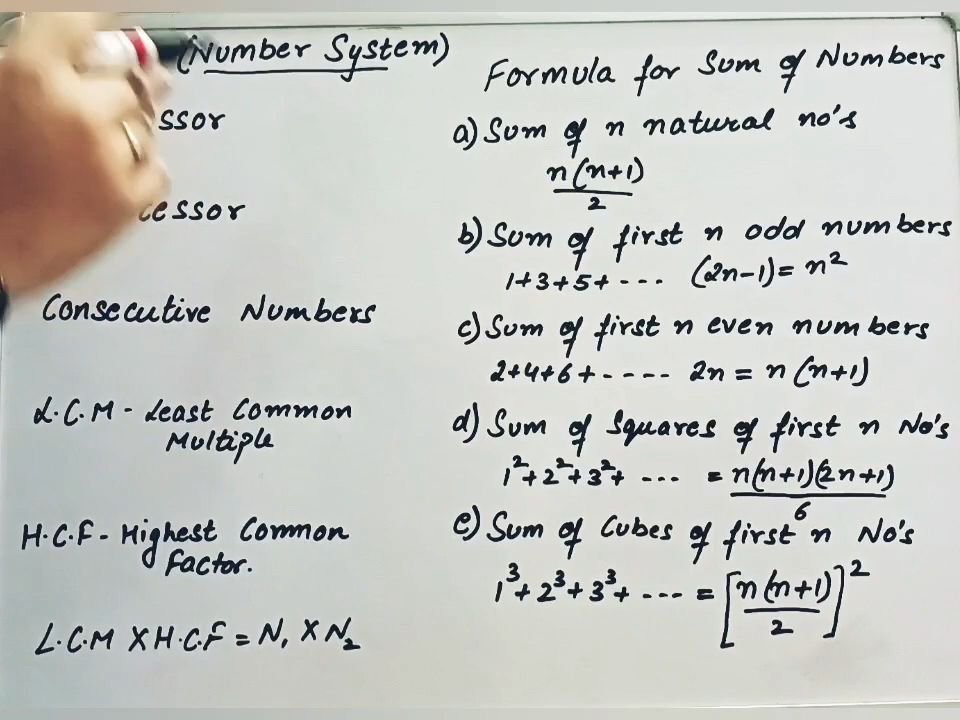 (Number System)
Consecutive Numbers
L.C.M - Least Common
Multiple
H.C.F - Highest Common
Factor.
L.C.M X H.C.F = N₁ X N₂
Formula for Sum of Numbers
a) Sum of n natural no's
n(n+1)
2
b) Sum of first n odd numbers
1+3+5+ --- (2n-1) = n²
c) Sum of first n even numbers
2+4+6+ ---- 2n = n (n+1)
d) Sum of Squares of first n No's
1²+2²+3²+ --- = n(n+1)(2n+1)
6
e) Sum of Cubes of first n No's
1³+2³+3³+ --- = [n(n+1)
2]²